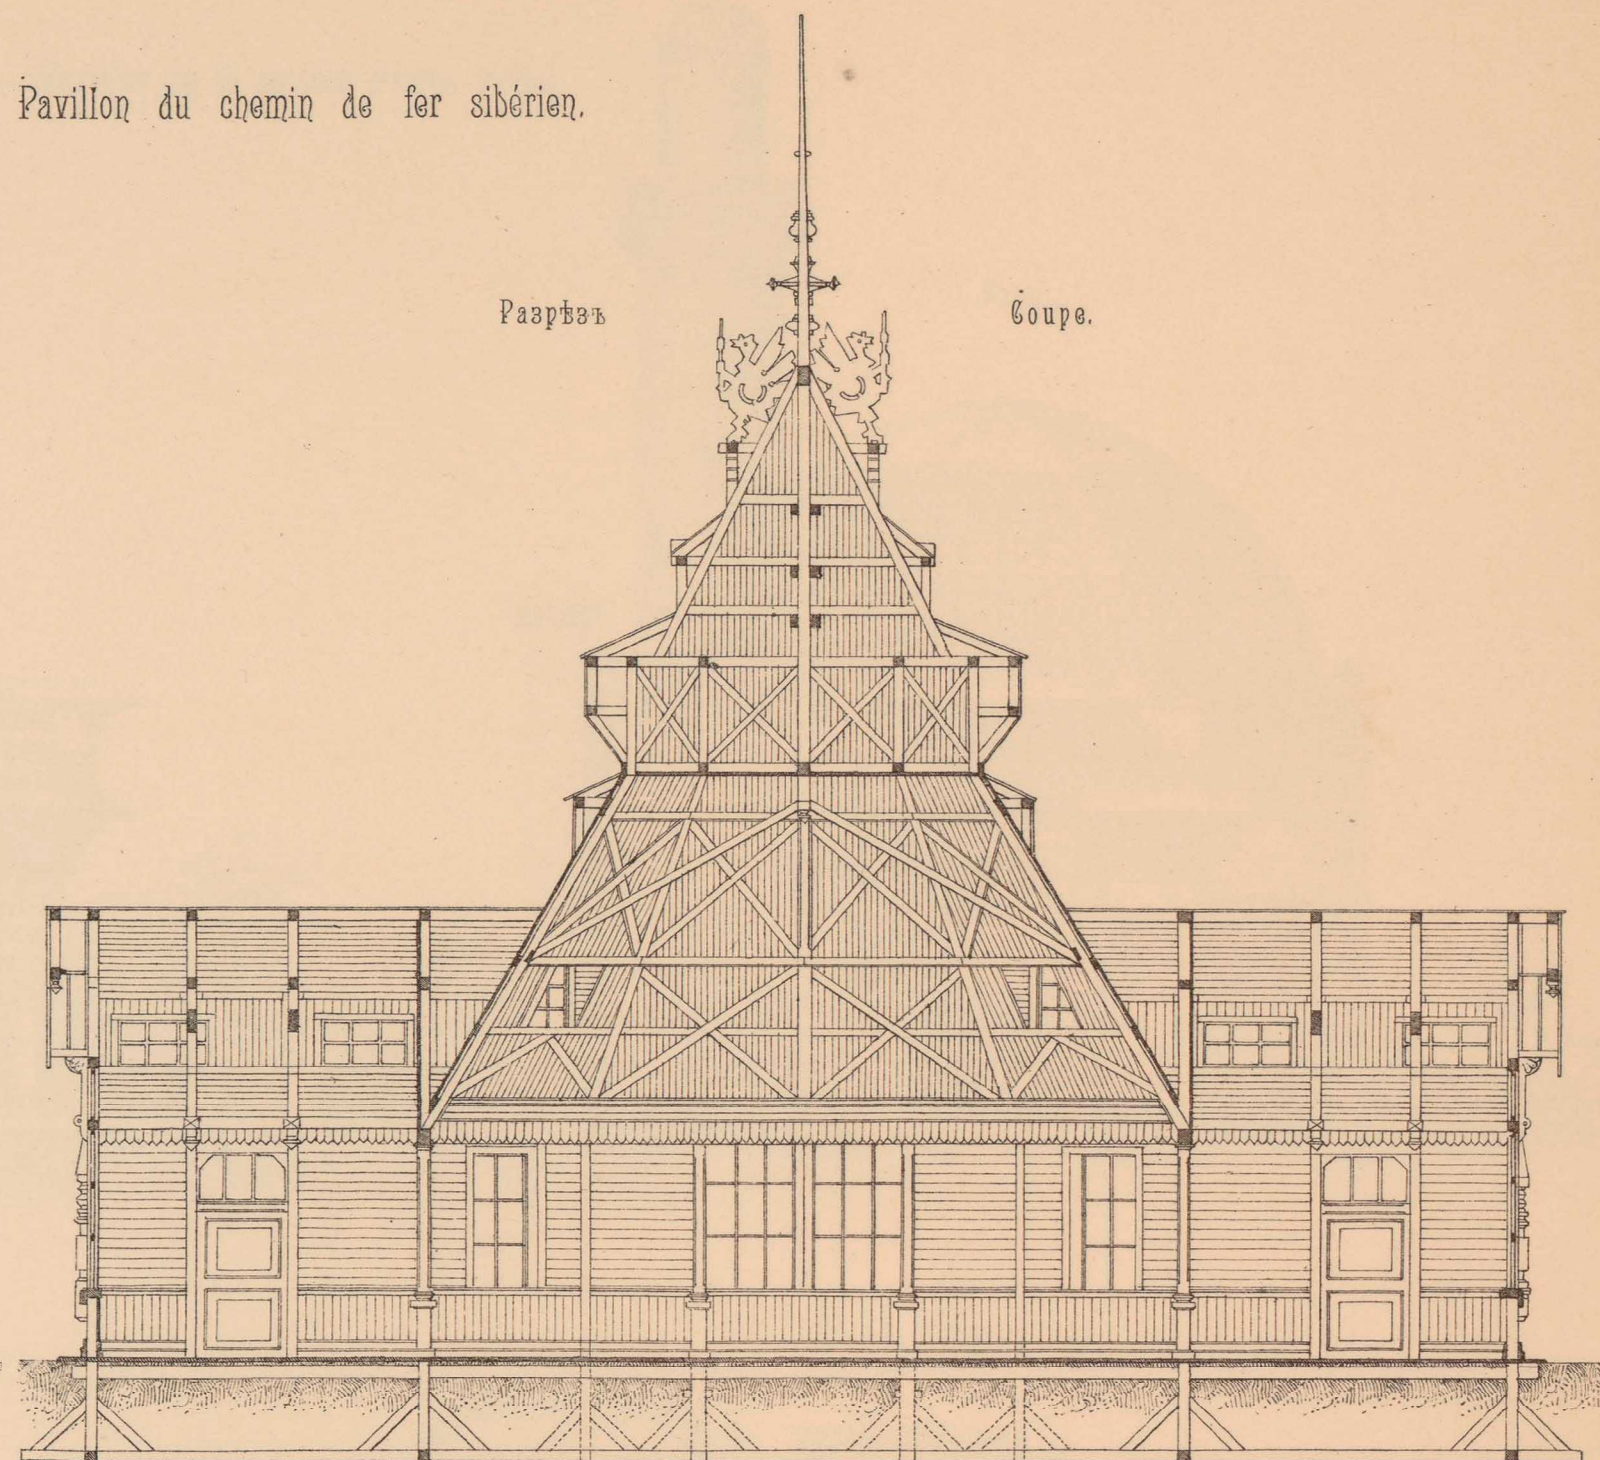 Pavillon du chemin de fer sibérien.
Разрѣзъ
Coupe.